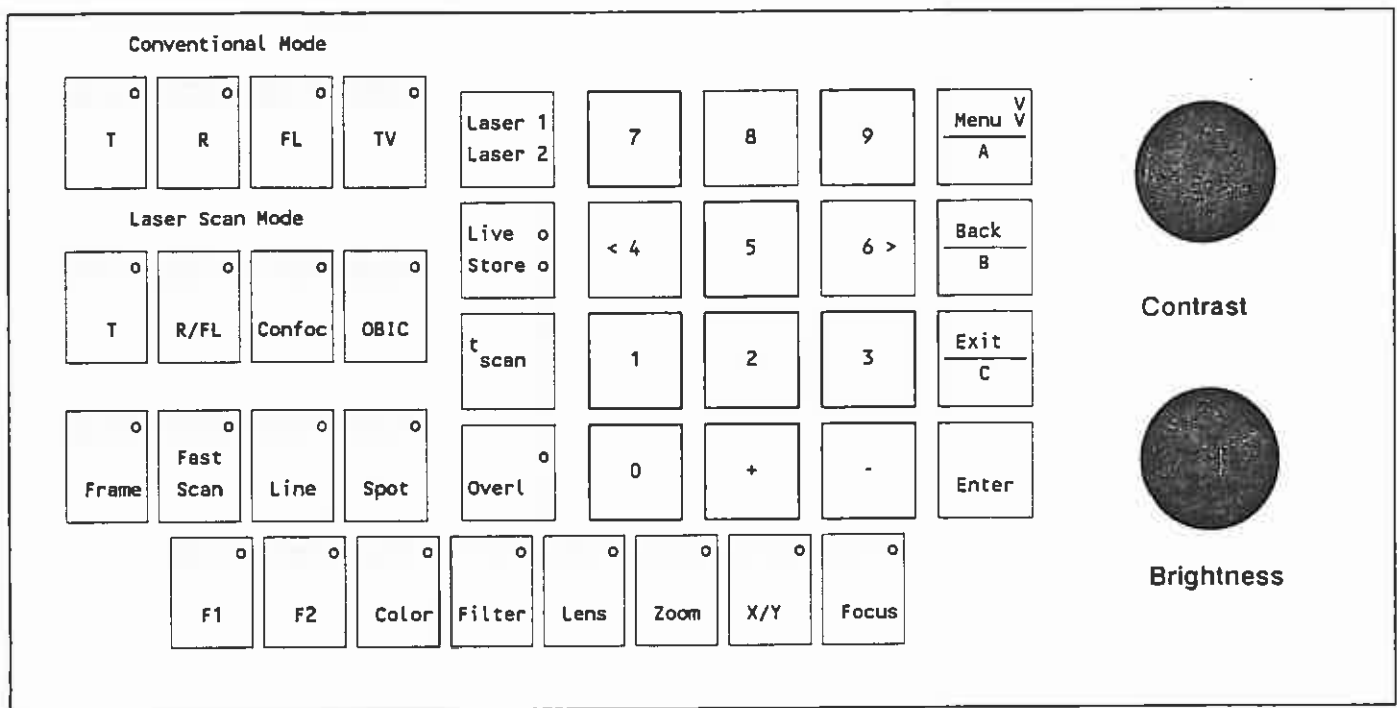 Conventional Mode
T R FL TV
Laser 1
Laser 2
7 8 9
Menu V
V
A
Laser Scan Mode
T R/FL Confoc OBIC
Live o
Store o
< 4 5 6 >
Back
B
Contrast
t scan
1 2 3
Exit
C
Frame
Fast
Scan
Line Spot
Overl
0 + -
Enter
F1 F2 Color Filter Lens Zoom X/Y Focus
Brightness